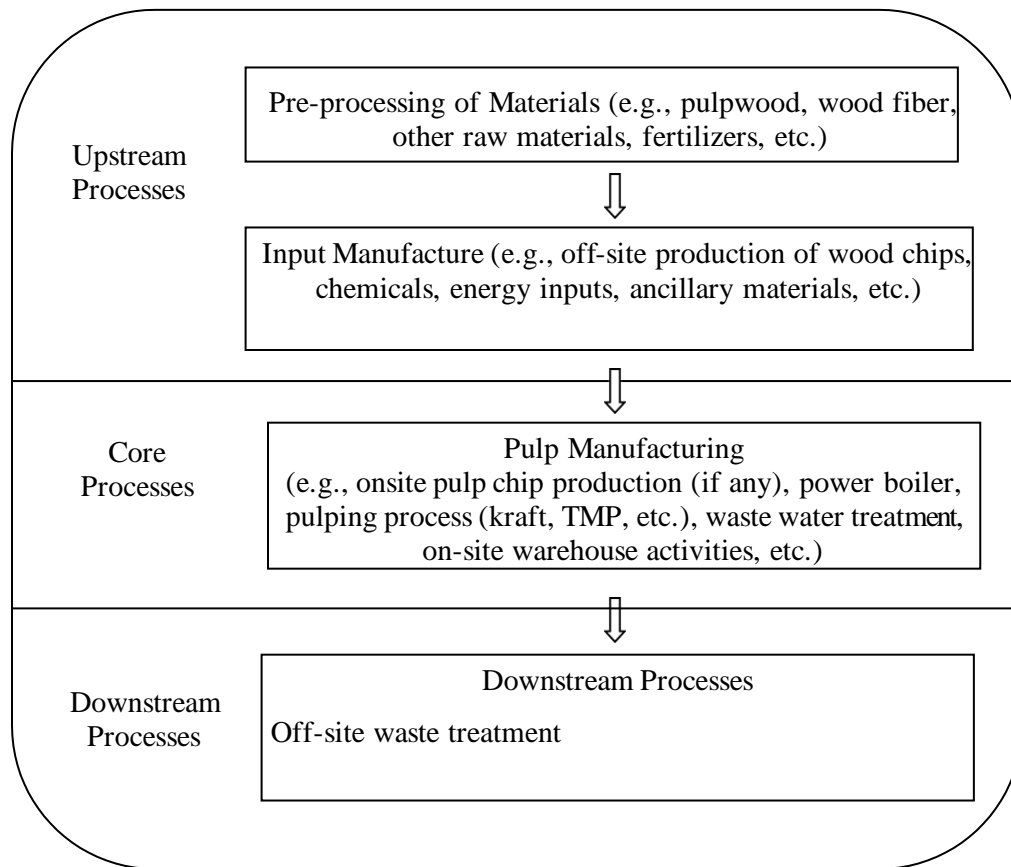 Upstream
Processes
Pre-processing of Materials (e.g., pulpwood, wood fiber,
other raw materials, fertilizers, etc.)
Input Manufacture (e.g., off-site production of wood chips,
chemicals, energy inputs, ancillary materials, etc.)
Core
Processes
Pulp Manufacturing
(e.g., onsite pulp chip production (if any), power boiler,
pulping process (kraft, TMP, etc.), waste water treatment,
on-site warehouse activities, etc.)
Downstream
Processes
Downstream Processes
Off-site waste treatment